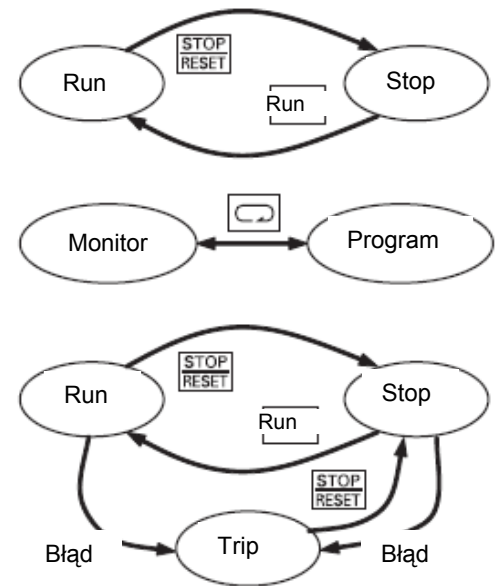 STOP
RESET
Run
Stop
Run
Monitor
Program
STOP
RESET
Run
Stop
Run
STOP
RESET
Trip
Błąd
Błąd